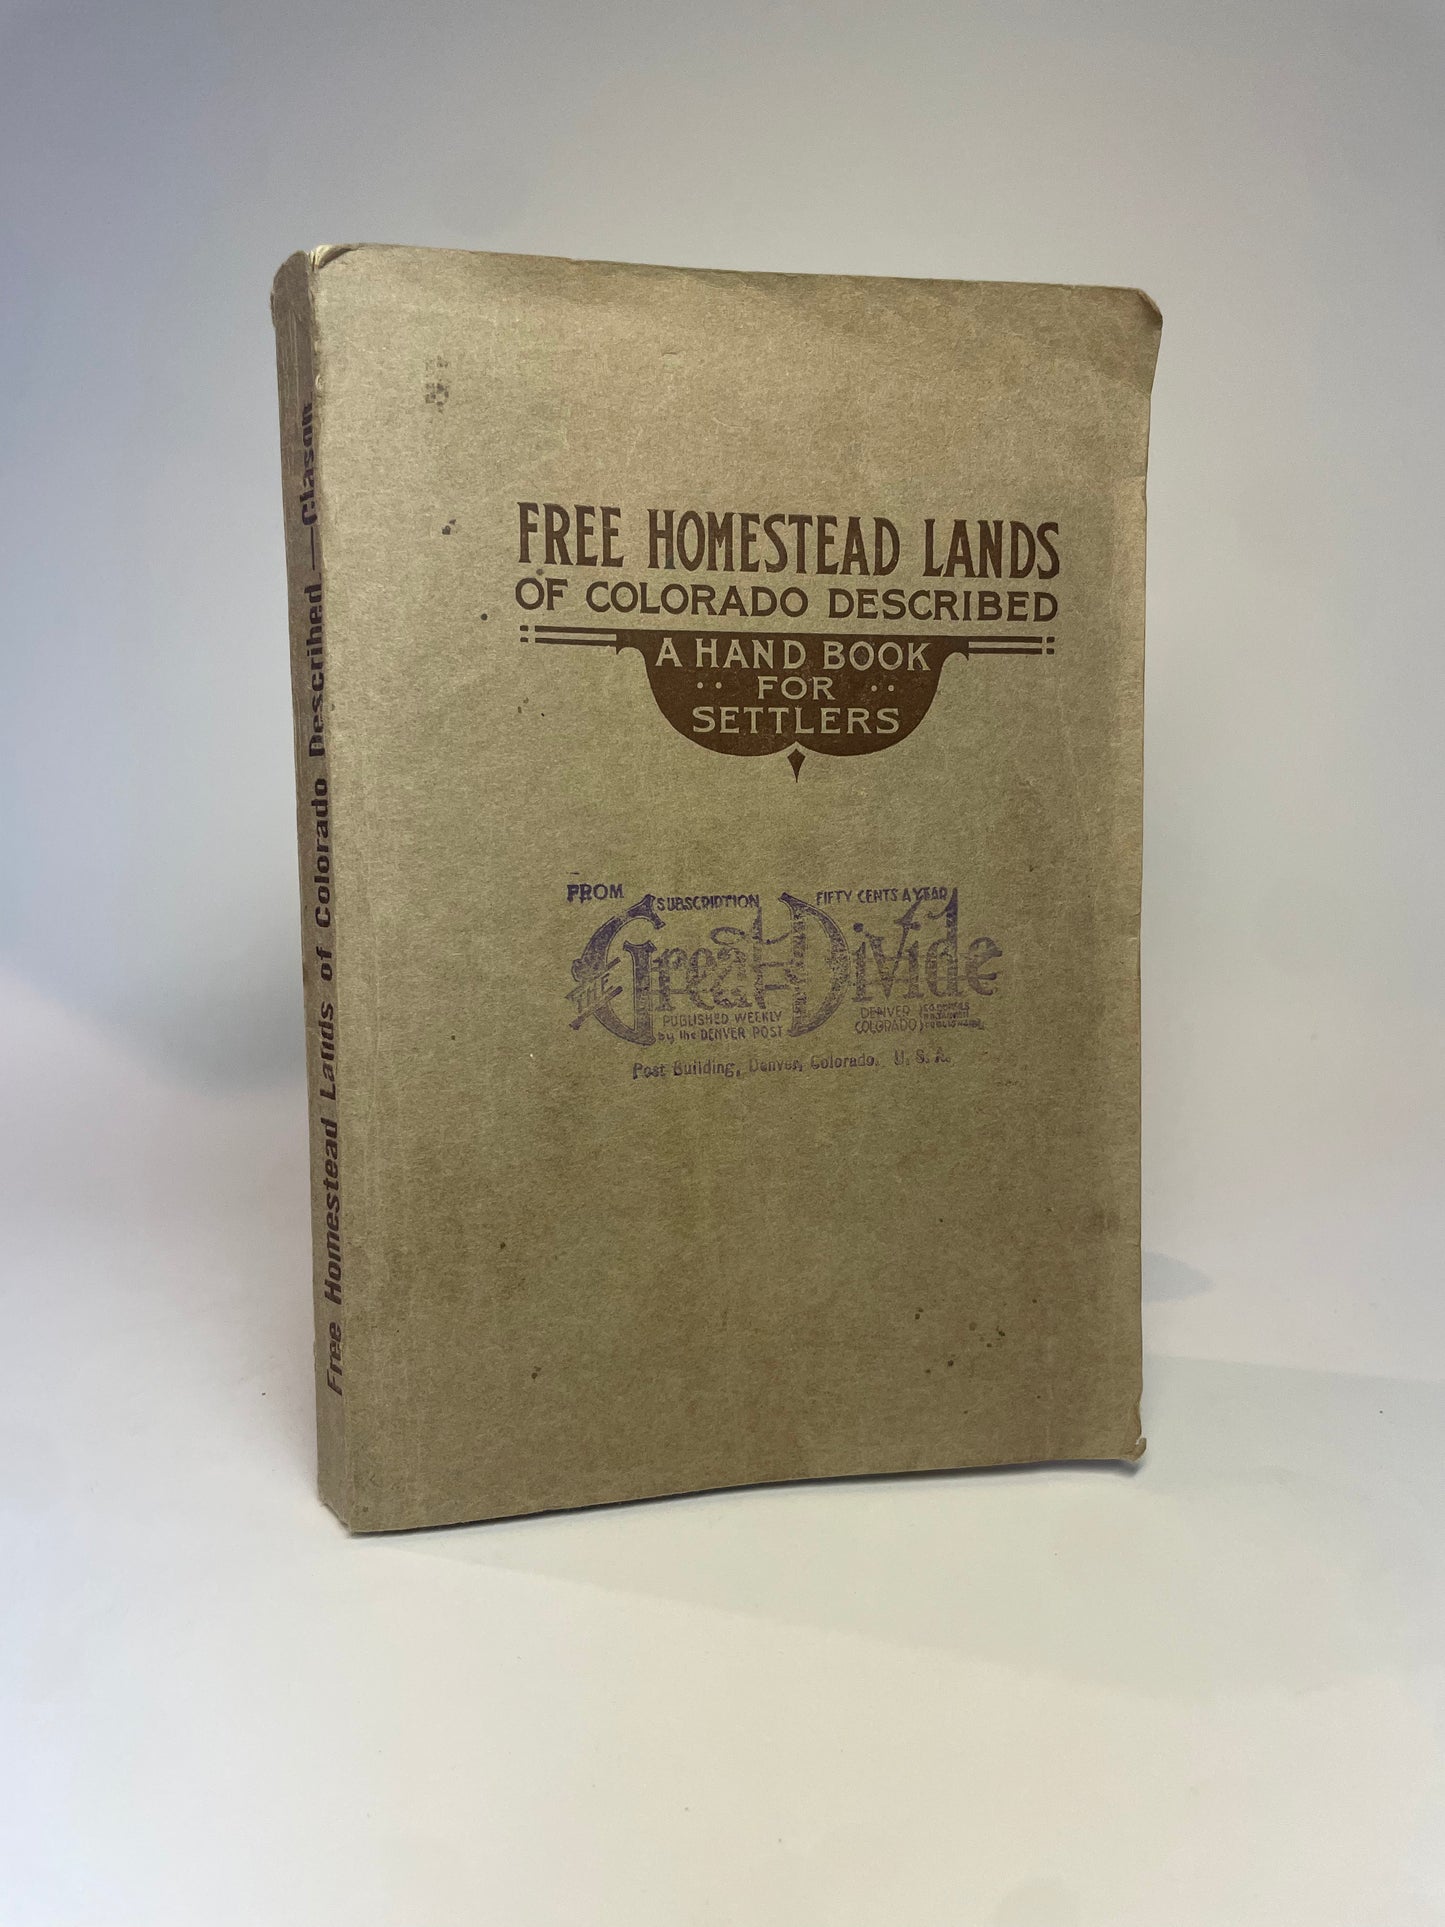 Free Homestead Lands of Colorado Described — Clason
FREE HOMESTEAD LANDS
OF COLORADO DESCRIBED
A HAND BOOK
FOR
SETTLERS
FROM SUBSCRIPTION FIFTY CENTS A YEAR
THE Great Divide
PUBLISHED WEEKLY
by the DENVER POST
DENVER
COLORADO
Post Building, Denver, Colorado, U. S. A.